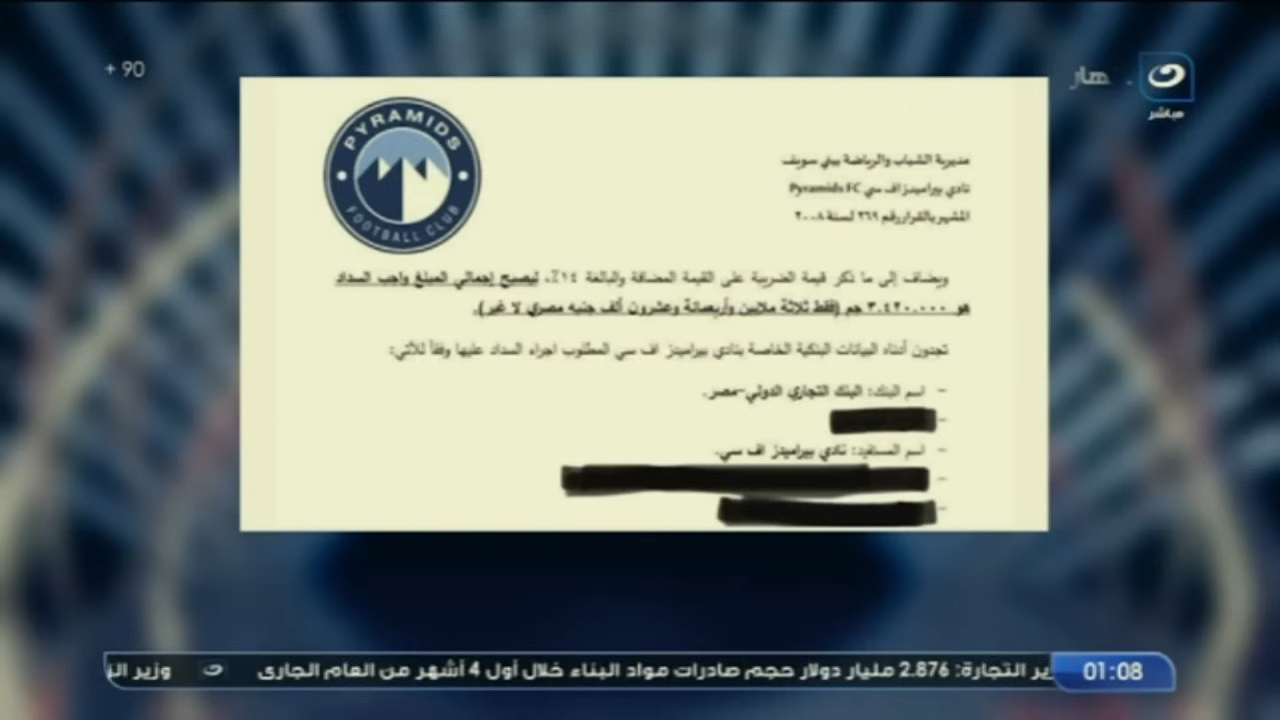 + 90
هار
مباشر
PYRAMIDS
FOOTBALL CLUB
مديرية الشباب والرياضة ببني سويف
نادي بيراميدز اف سي Pyramids FC
المشهر بالقرار رقم ٢٦٩ لسنة ٢٠٠٨
ويضاف إلى ما ذكر قيمة الضريبة على القيمة المضافة والبالغة ١٤٪، ليصبح إجمالي المبلغ واجب السداد
هو ٣.٤٢٠.٠٠٠ جم (فقط ثلاثة ملايين وأربعمائة وعشرون ألف جنيه مصري لا غير).
تجدون أدناه البيانات البنكية الخاصة بنادي بيراميدز اف سي المطلوب اجراء السداد عليها وفقاً للآتي:
- اسم البنك: البنك التجاري الدولي-مصر.
-
- اسم المستفيد: نادي بيراميدز اف سي.
-
-
01:08 ير التجارة: 2.876 مليار دولار حجم صادرات مواد البناء خلال أول 4 أشهر من العام الجارى وزير الز